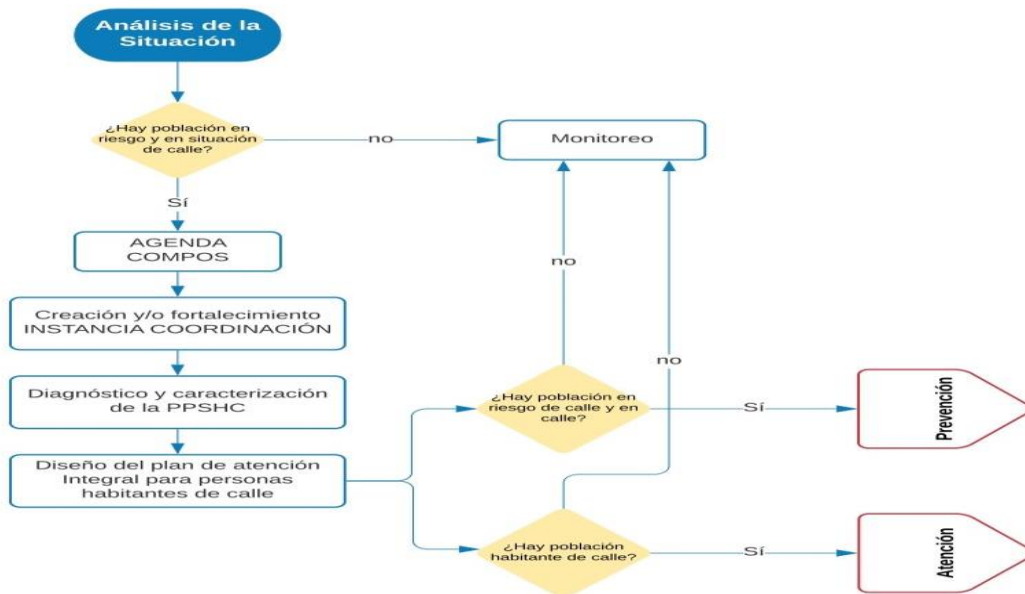 Análisis de la
Situación
¿Hay población en
riesgo y en situación
de calle?
no
Monitoreo
Sí
AGENDA
COMPOS
Creación y/o fortalecimiento
INSTANCIA COORDINACIÓN
no
no
Diagnóstico y caracterización
de la PPSHC
¿Hay población en
riesgo de calle y en
calle?
Sí
Prevención
Diseño del plan de atención
Integral para personas
habitantes de calle
¿Hay población
habitante de calle?
Sí
Atención